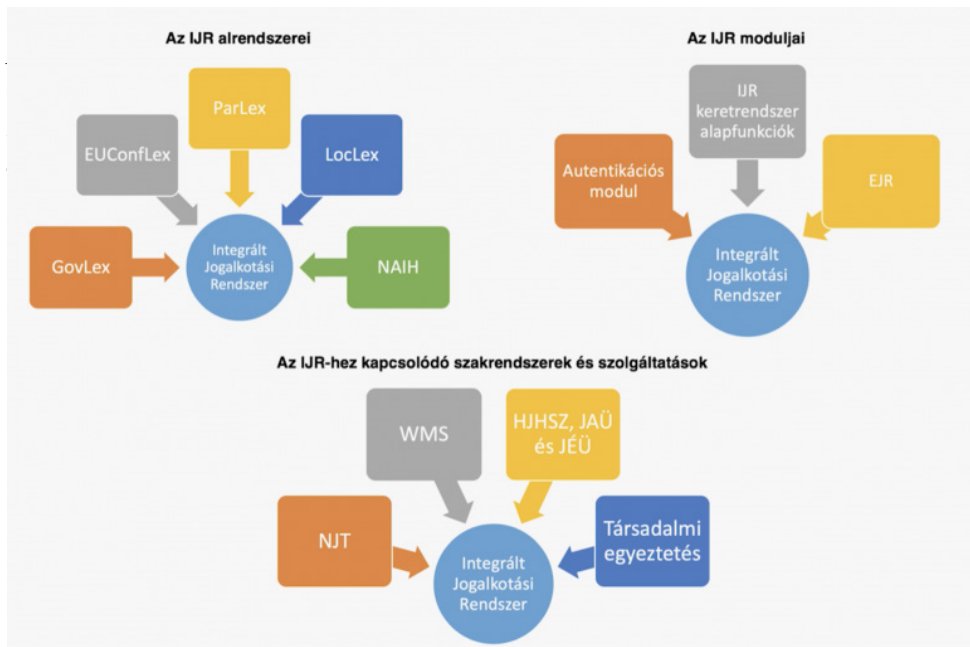 Az IJR alrendszerei
ParLex
EUConfLex
LocLex
GovLex
Integrált
Jogalkotási
Rendszer
NAIH
Az IJR moduljai
IJR
keretrendszer
alapfunkciók
Autentikációs
modul
EJR
Integrált
Jogalkotási
Rendszer
Az IJR-hez kapcsolódó szakrendszerek és szolgáltatások
WMS
HJHSZ, JAÜ
és JÉÜ
NJT
Társadalmi
egyeztetés
Integrált
Jogalkotási
Rendszer